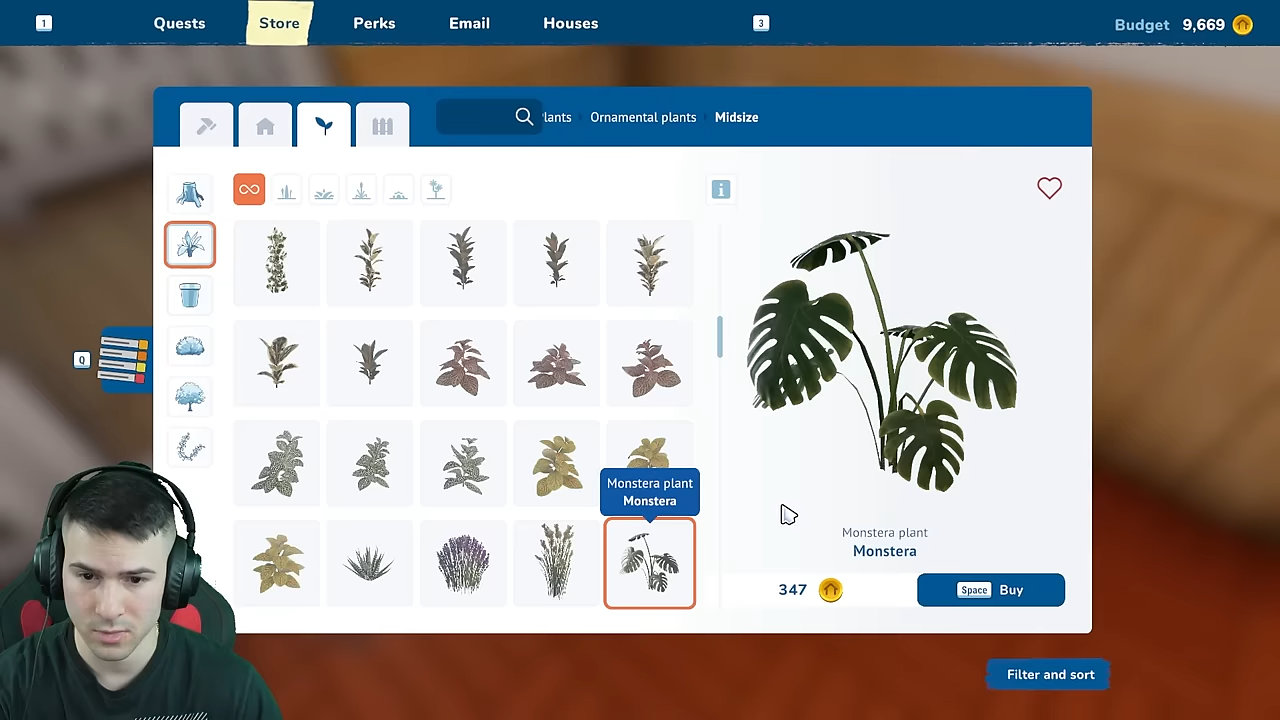 1
Quests
Store
Perks
Email
Houses
3
Budget 9,669
lants
Ornamental plants
Midsize
Q
Monstera plant
Monstera
Monstera plant
Monstera
347
Space Buy
Filter and sort